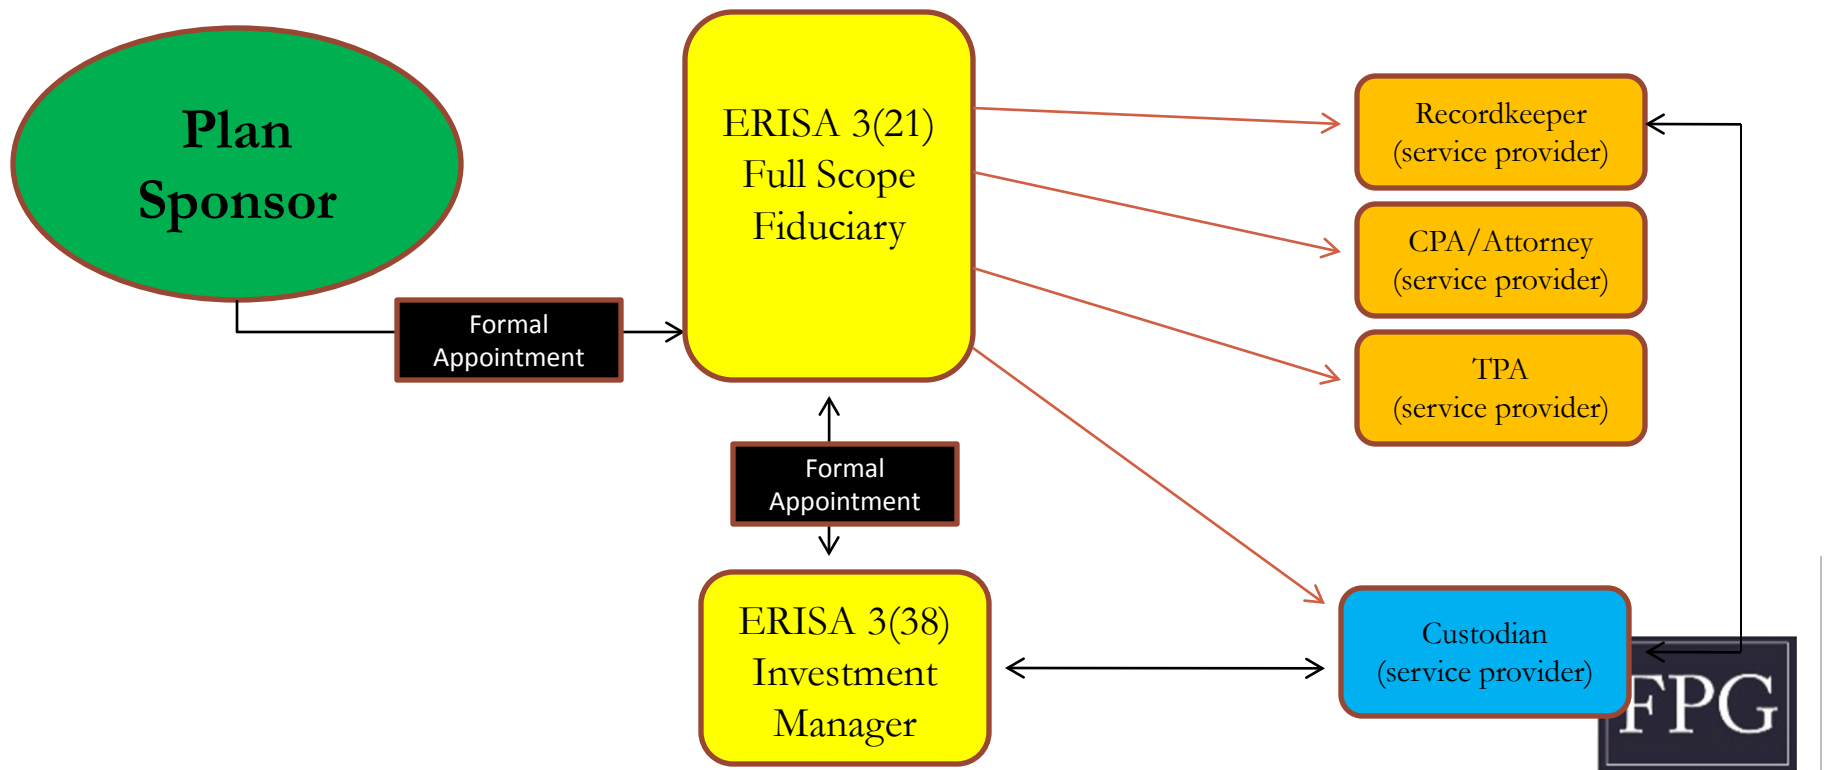 Plan
Sponsor
Formal
Appointment
ERISA 3(21)
Full Scope
Fiduciary
Formal
Appointment
ERISA 3(38)
Investment
Manager
Recordkeeper
(service provider)
CPA/Attorney
(service provider)
TPA
(service provider)
Custodian
(service provider)
FPG